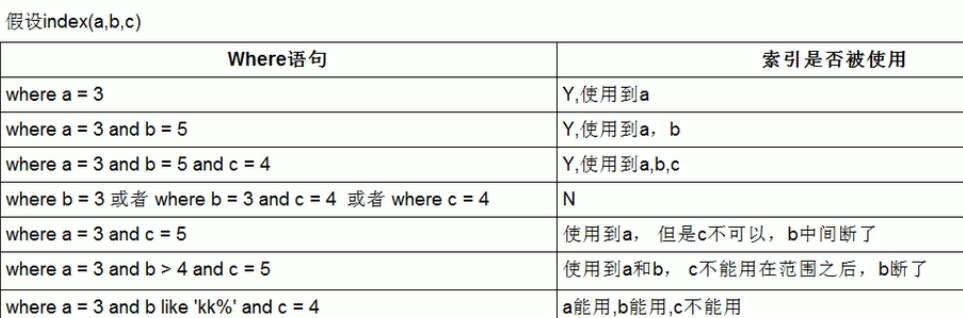 假设index(a,b,c)
Where语句 索引是否被使用
where a = 3 Y,使用到a
where a = 3 and b = 5 Y,使用到a，b
where a = 3 and b = 5 and c = 4 Y,使用到a,b,c
where b = 3 或者 where b = 3 and c = 4 或者 where c = 4 N
where a = 3 and c = 5 使用到a， 但是c不可以，b中间断了
where a = 3 and b > 4 and c = 5 使用到a和b， c不能用在范围之后，b断了
where a = 3 and b like 'kk%' and c = 4 a能用,b能用,c不能用